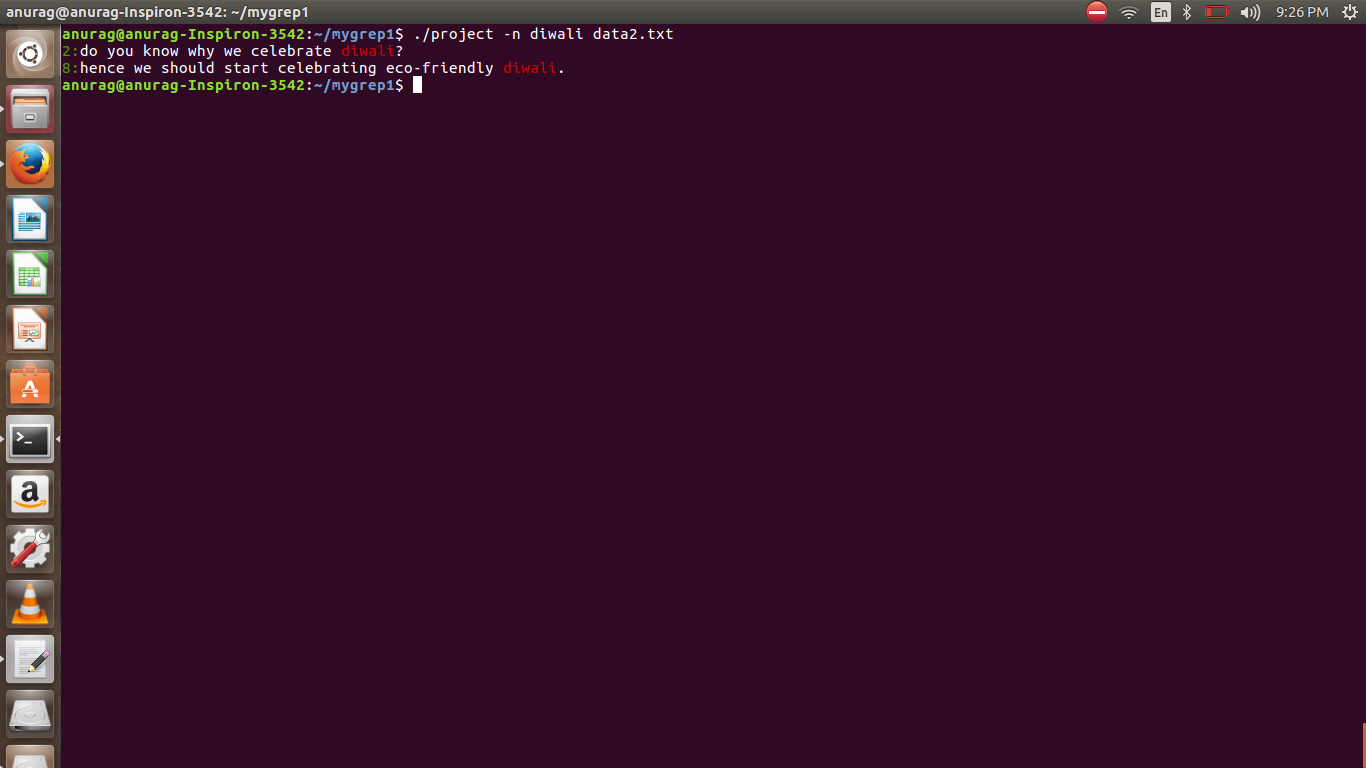 anurag@anurag-Inspiron-3542: ~/mygrep1
En
9:26 PM
anurag@anurag-Inspiron-3542:~/mygrep1$ ./project -n diwali data2.txt
2:do you know why we celebrate diwali?
8:hence we should start celebrating eco-friendly diwali.
anurag@anurag-Inspiron-3542:~/mygrep1$